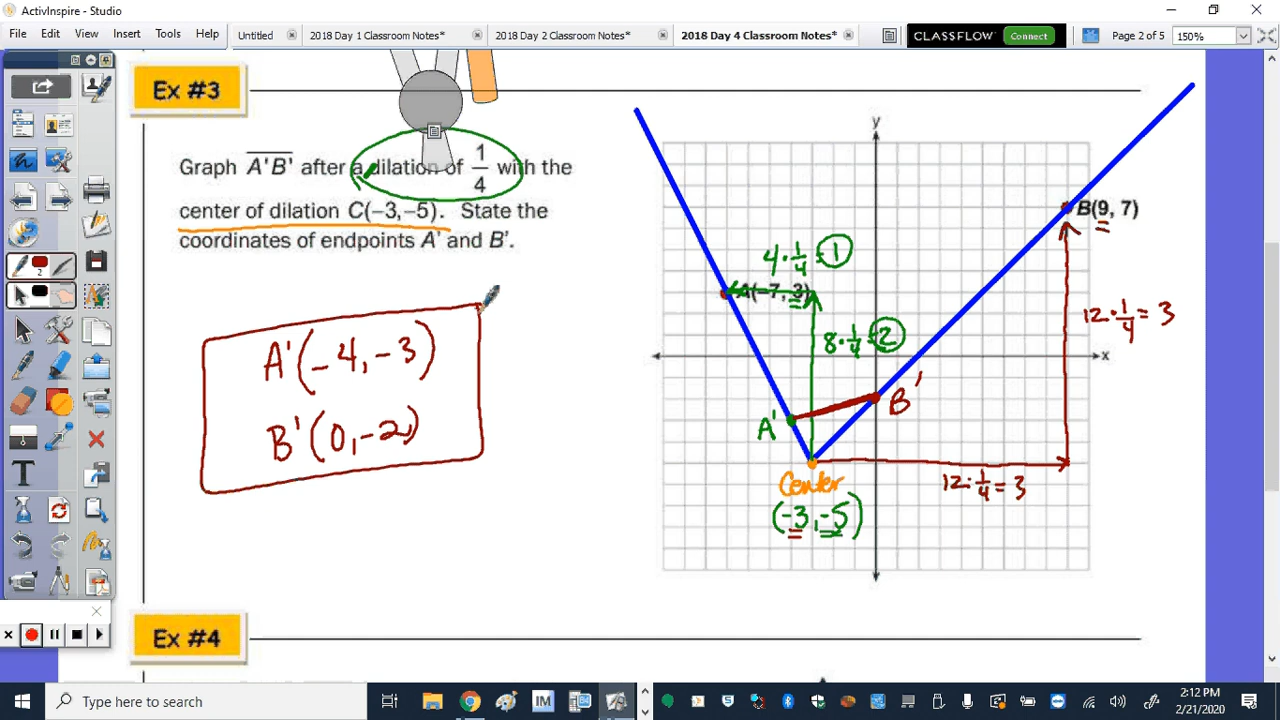 ActivInspire - Studio
File Edit View Insert Tools Help
Untitled
2018 Day 1 Classroom Notes*
2018 Day 2 Classroom Notes*
2018 Day 4 Classroom Notes*
CLASSFLOW Connect
Page 2 of 5
150%
Ex #3
Graph A'B' after a dilation of 1/4 with the
center of dilation C(−3,−5). State the
coordinates of endpoints A' and B'.
A'(-4,-3)
B'(0,-2)
y
B(9, 7)
4·1/4=1
A(−7, 3)
12·1/4=3
8·1/4=2
x
B'
A'
Center
12·1/4=3
(-3,-5)
Ex #4
2
2
T
Type here to search
IM
S
2:12 PM
2/21/2020